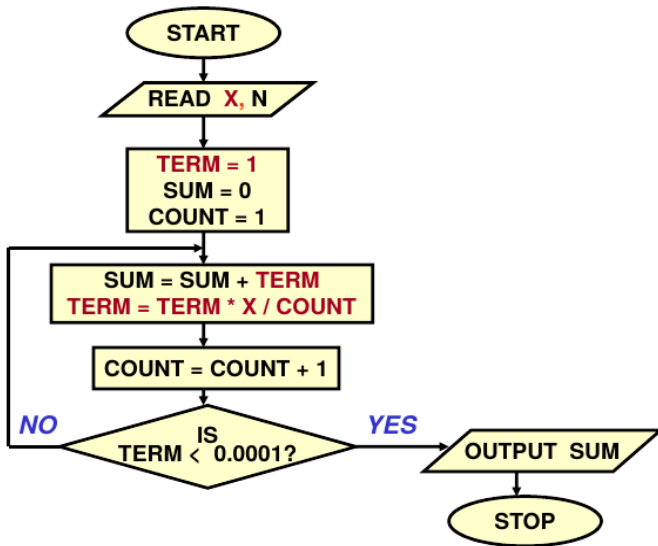 START
READ X, N
TERM = 1
SUM = 0
COUNT = 1
SUM = SUM + TERM
TERM = TERM * X / COUNT
COUNT = COUNT + 1
NO
IS
TERM < 0.0001?
YES
OUTPUT SUM
STOP